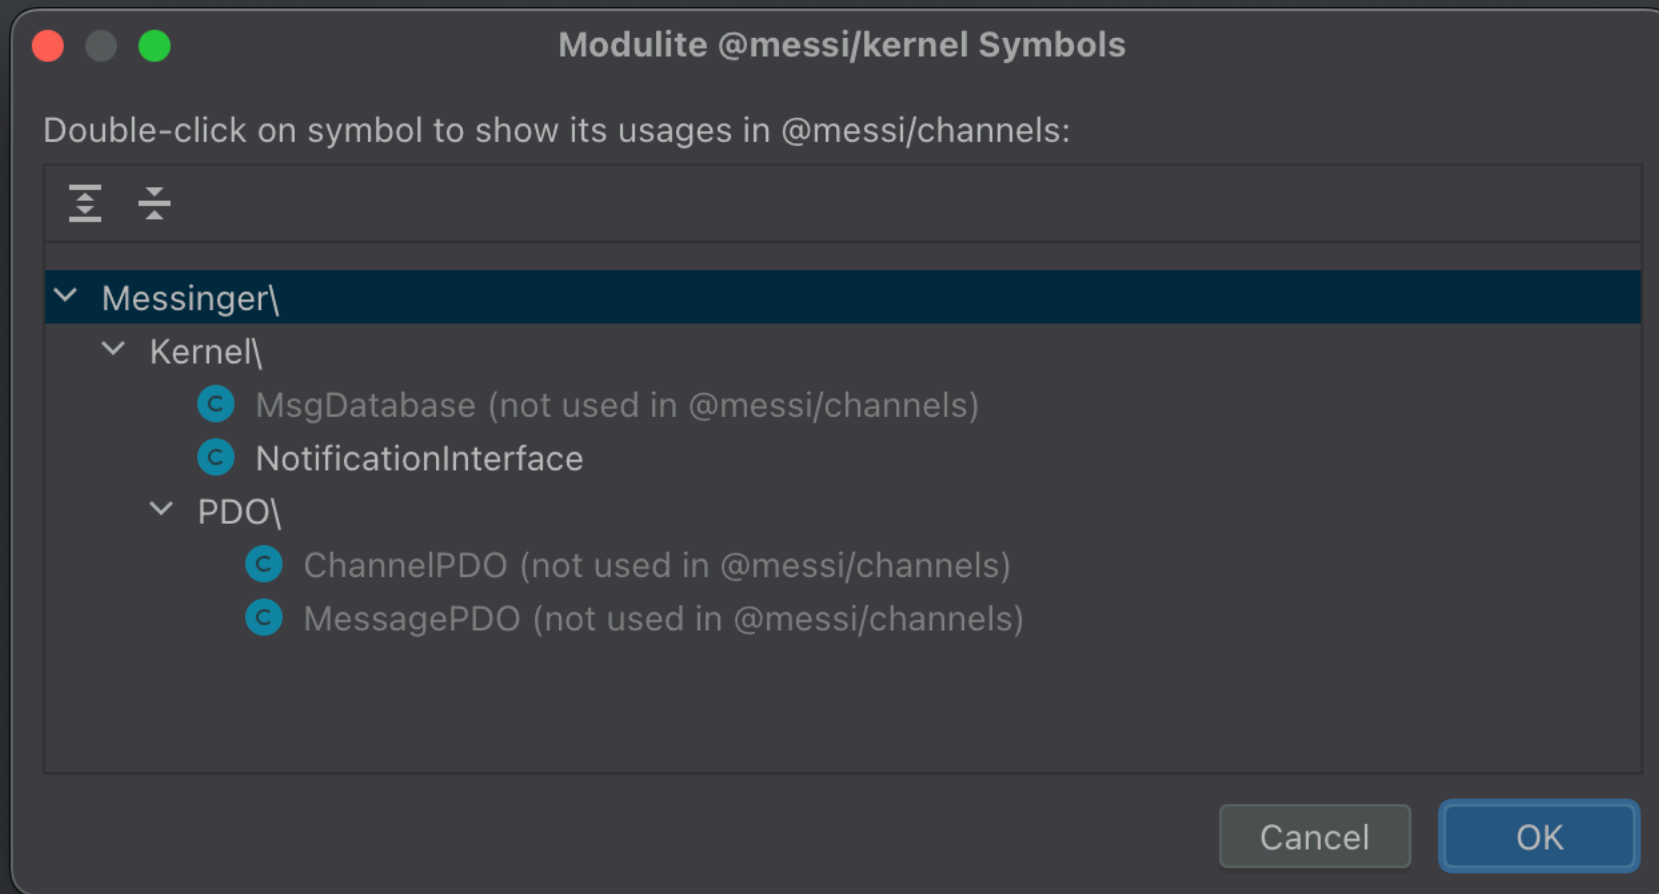 Modulite @messi/kernel Symbols
Double-click on symbol to show its usages in @messi/channels:
Messinger\
Kernel\
C MsgDatabase (not used in @messi/channels)
C NotificationInterface
PDO\
C ChannelPDO (not used in @messi/channels)
C MessagePDO (not used in @messi/channels)
Cancel OK